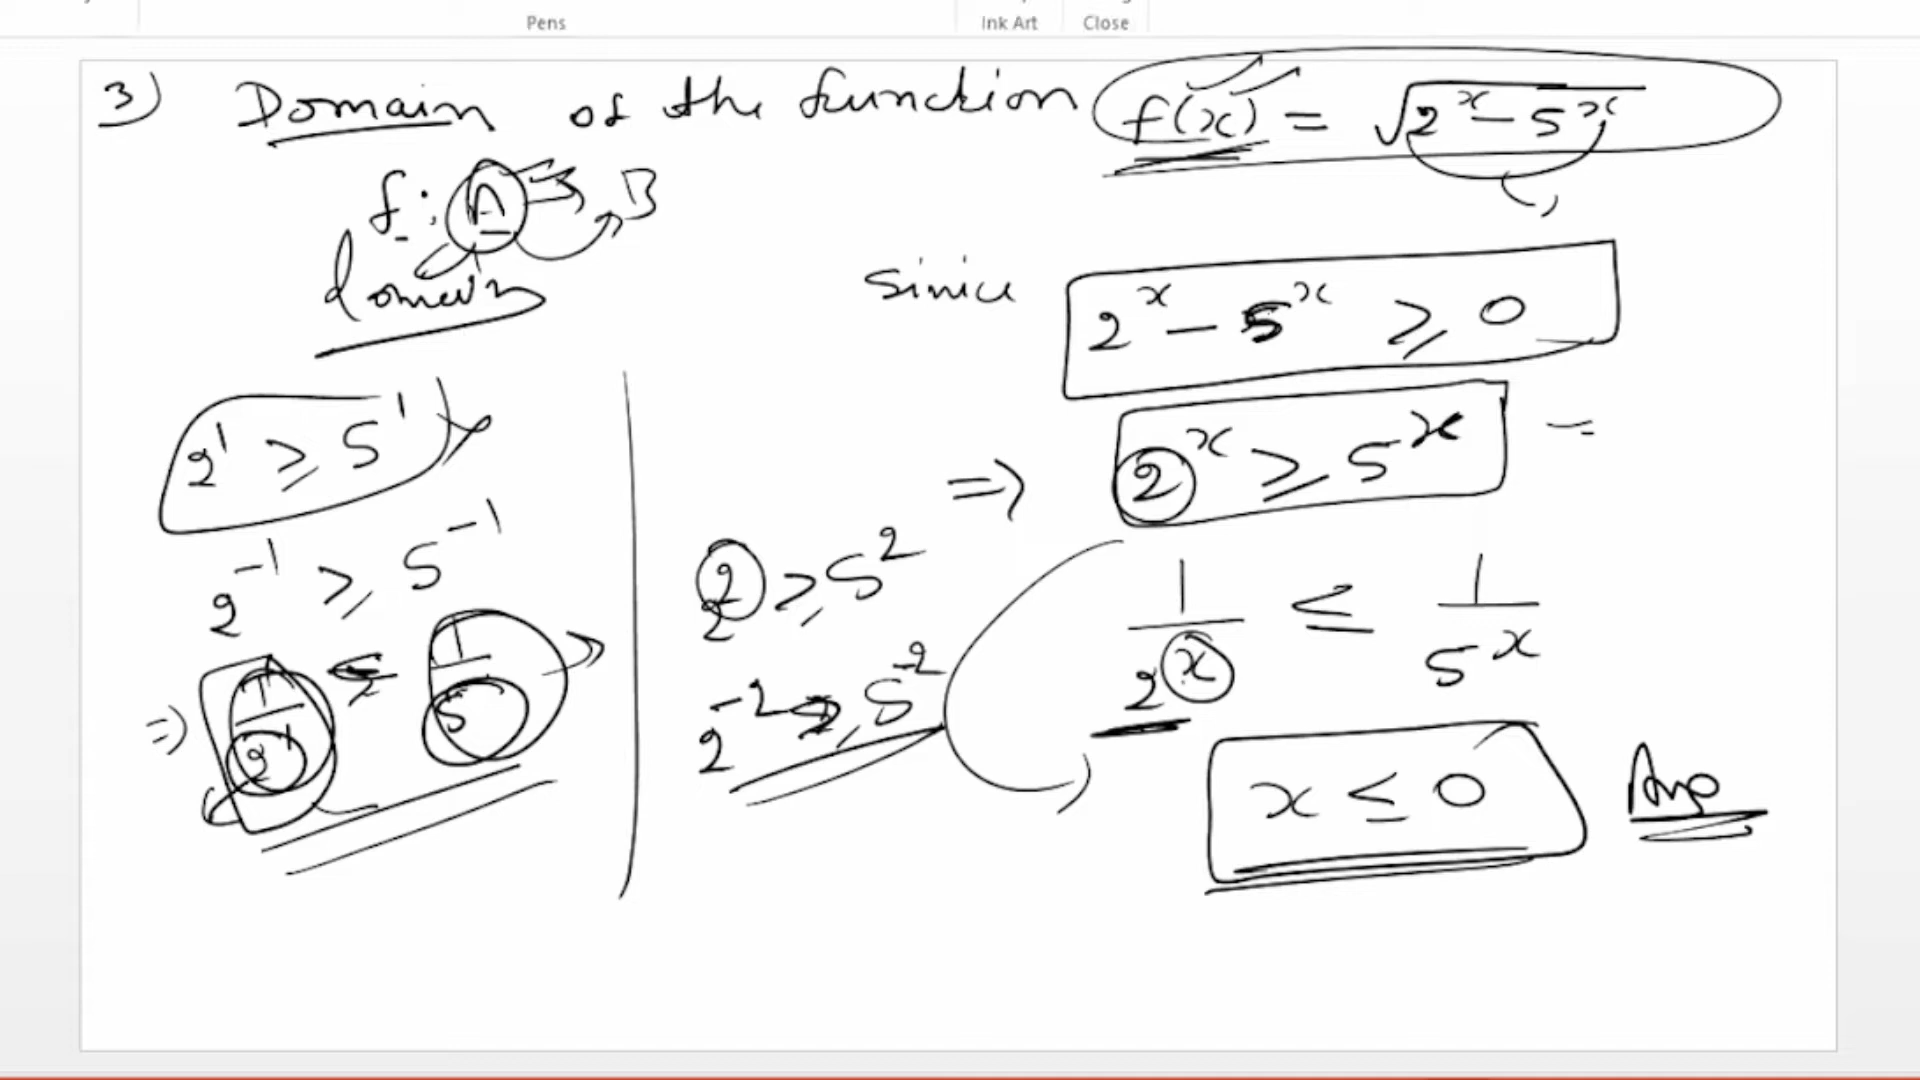 Pens Ink Art Close
3) Domain of the function f(x) = √2^x - 5^x
f: A → B
domain
since 2^x - 5^x ≥ 0
=> 2^x ≥ 5^x =
1/2^x ≤ 1/5^x
x ≤ 0 Ans
2^1 ≥ 5^1
2^-1 ≥ 5^-1
=> 1/2^1 1/5
2^2 ≥ 5^2
2^-2 ≥ 5^-2